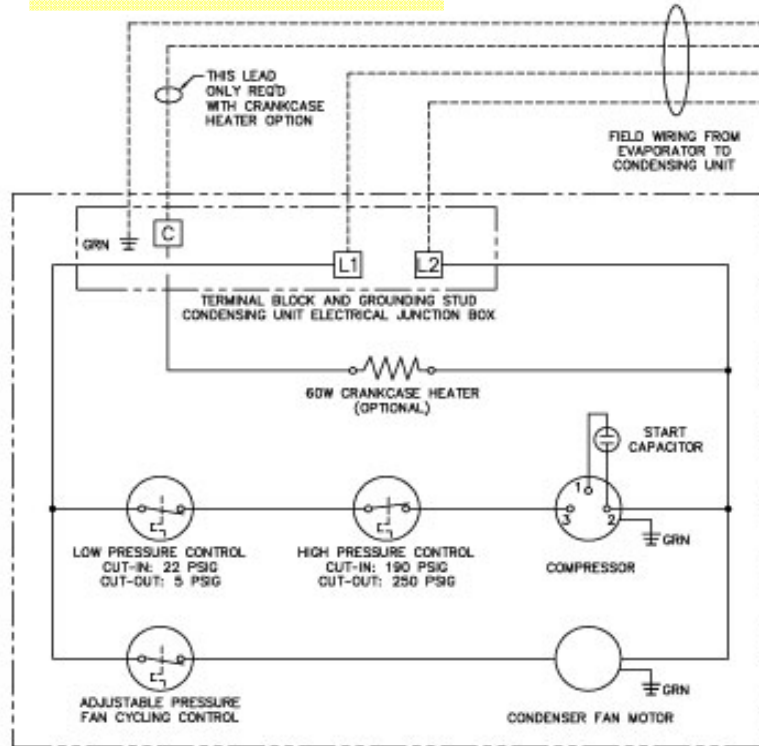 THIS LEAD
ONLY REQ'D
WITH CRANKCASE
HEATER OPTION
FIELD WIRING FROM
EVAPORATOR TO
CONDENSING UNIT
GRN
C
L1
L2
TERMINAL BLOCK AND GROUNDING STUD
CONDENSING UNIT ELECTRICAL JUNCTION BOX
60W CRANKCASE HEATER
(OPTIONAL)
START
CAPACITOR
1
3
2
GRN
LOW PRESSURE CONTROL
CUT-IN: 22 PSIG
CUT-OUT: 5 PSIG
HIGH PRESSURE CONTROL
CUT-IN: 190 PSIG
CUT-OUT: 250 PSIG
COMPRESSOR
GRN
ADJUSTABLE PRESSURE
FAN CYCLING CONTROL
CONDENSER FAN MOTOR